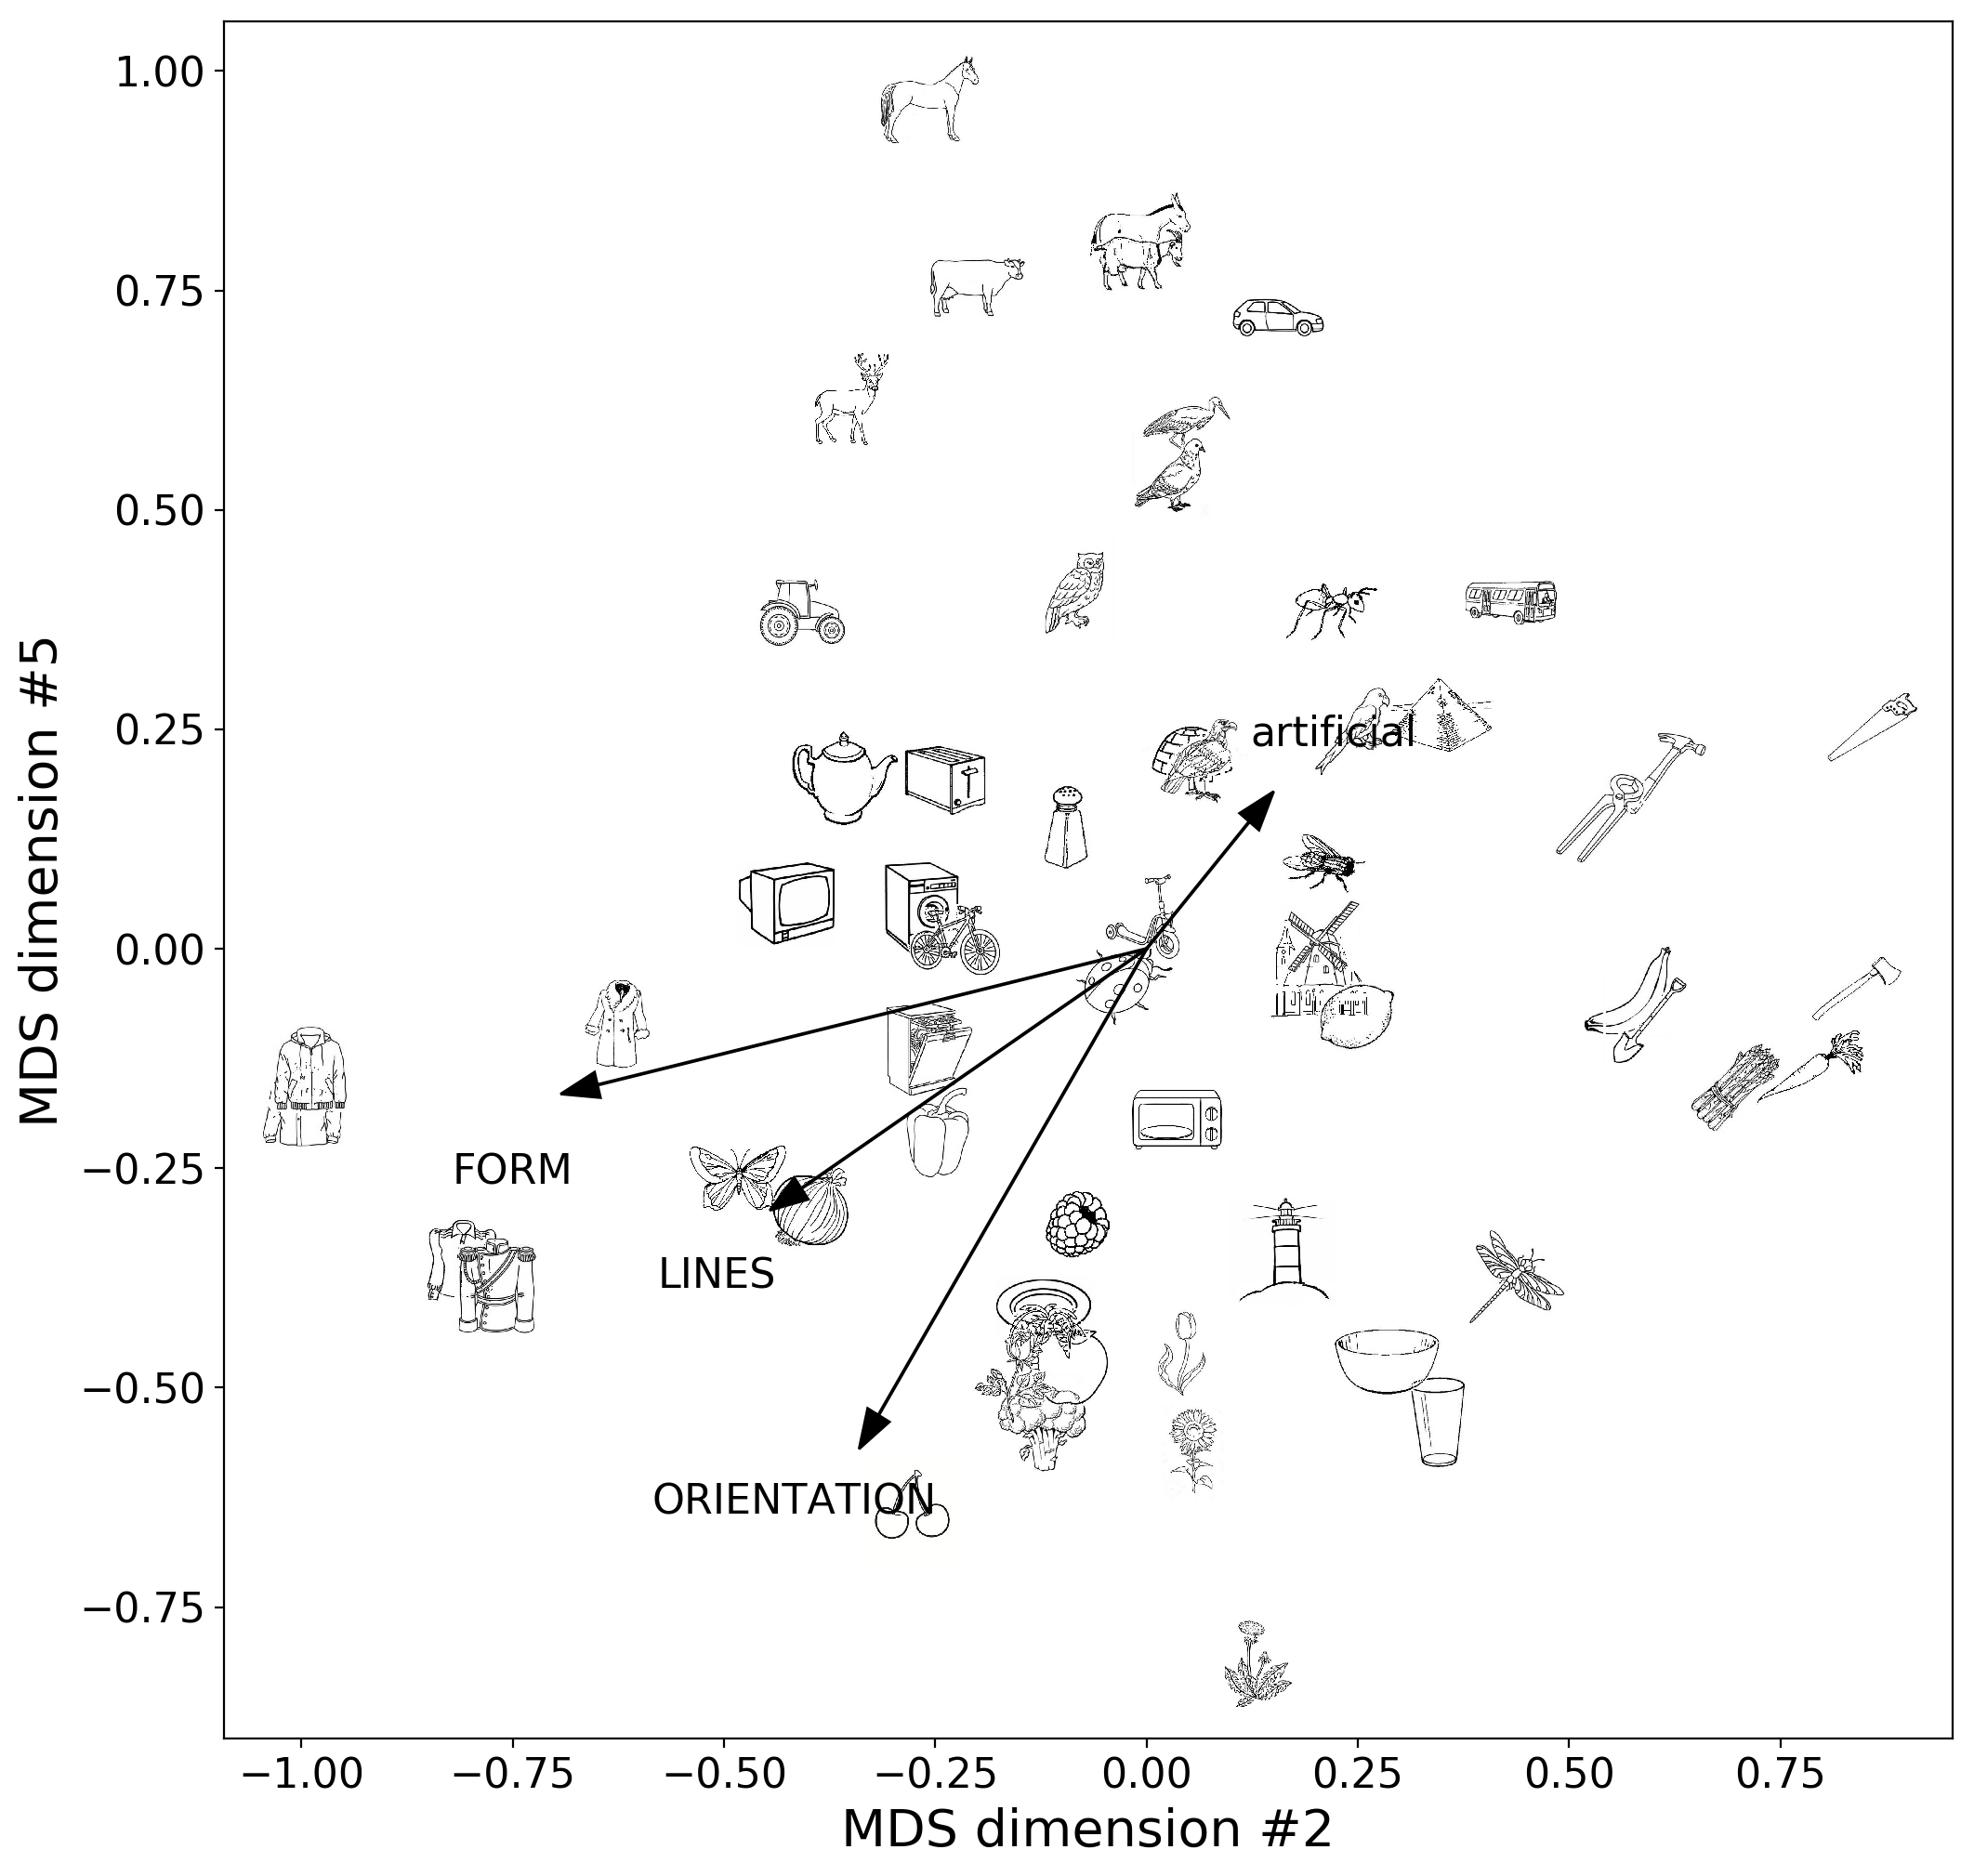 1.00
0.75
0.50
0.25
0.00
−0.25
−0.50
−0.75
MDS dimension #5
artificial
FORM
LINES
ORIENTATION
−1.00 −0.75 −0.50 −0.25 0.00 0.25 0.50 0.75
MDS dimension #2